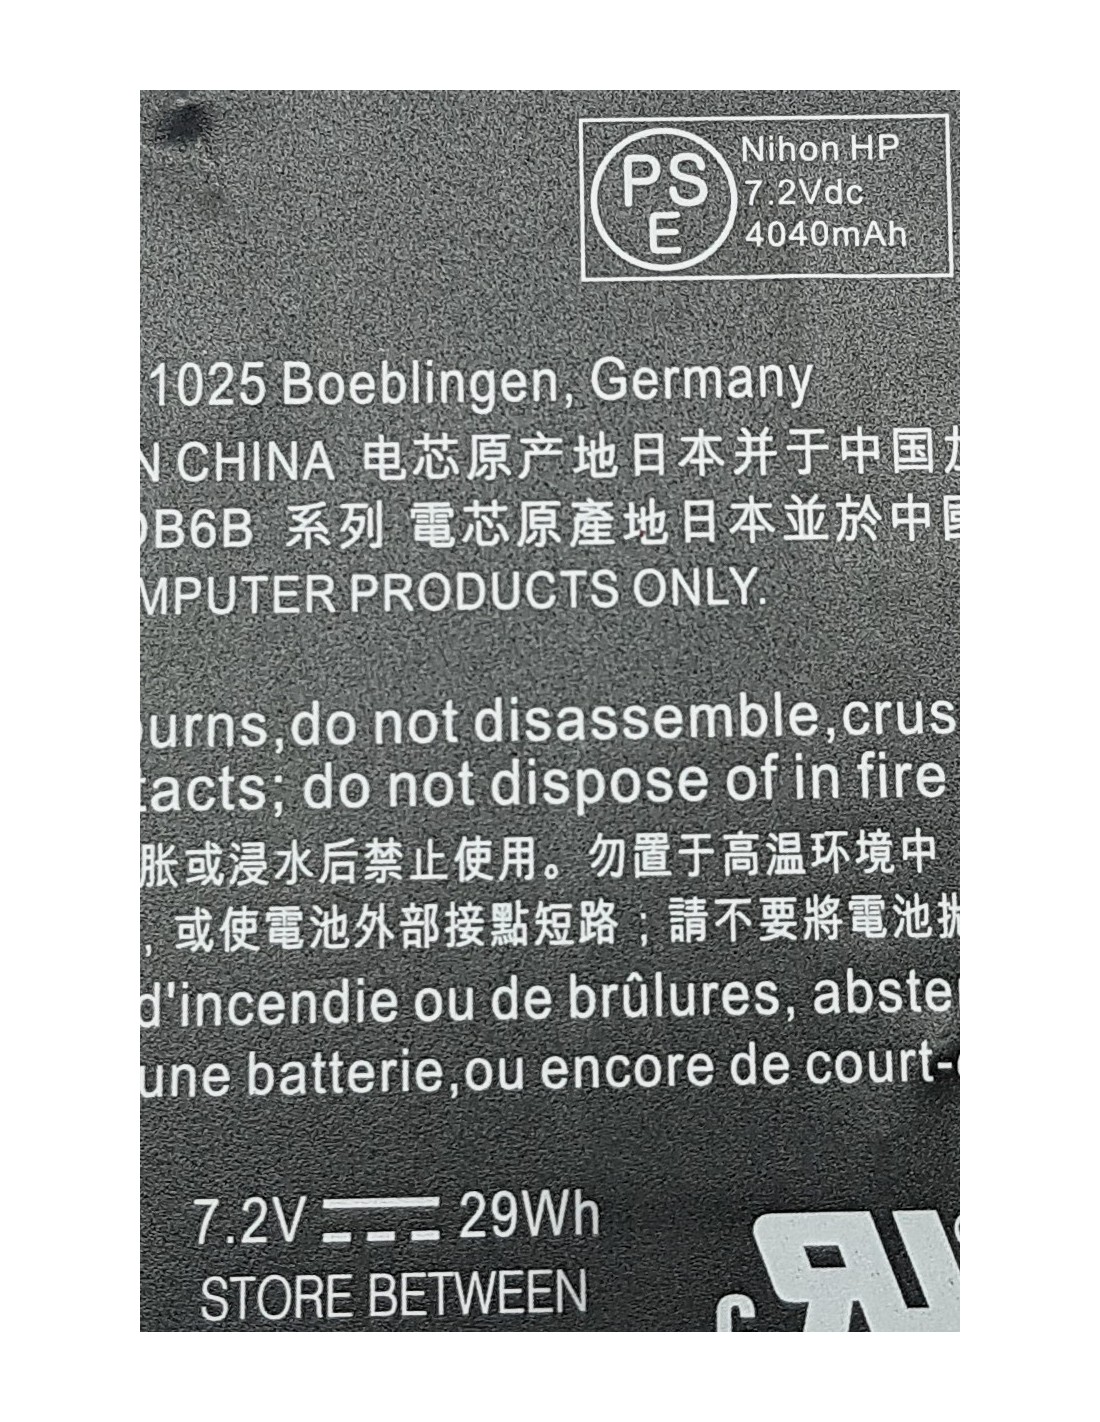 PS
E
Nihon HP
7.2Vdc
4040mAh
1025 Boeblingen, Germany
N CHINA 电芯原产地日本并于中国
DB6B 系列 電芯原產地日本並於中國
MPUTER PRODUCTS ONLY.
urns,do not disassemble,crus
tacts; do not dispose of in fire
胀或浸水后禁止使用。勿置于高温环境中
, 或使電池外部接點短路；請不要將電池
d'incendie ou de brûlures, abste
une batterie,ou encore de court-
7.2V 29Wh
STORE BETWEEN
c